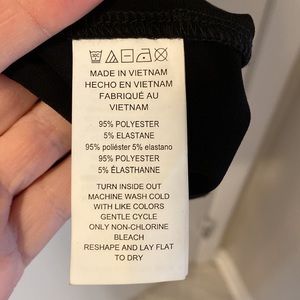 MADE IN VIETNAM
HECHO EN VIETNAM
FABRIQUÉ AU
VIETNAM
95% POLYESTER
5% ELASTANE
95% poliéster 5% elastano
95% POLYESTER
5% ÉLASTHANNE
TURN INSIDE OUT
MACHINE WASH COLD
WITH LIKE COLORS
GENTLE CYCLE
ONLY NON-CHLORINE
BLEACH
RESHAPE AND LAY FLAT
TO DRY